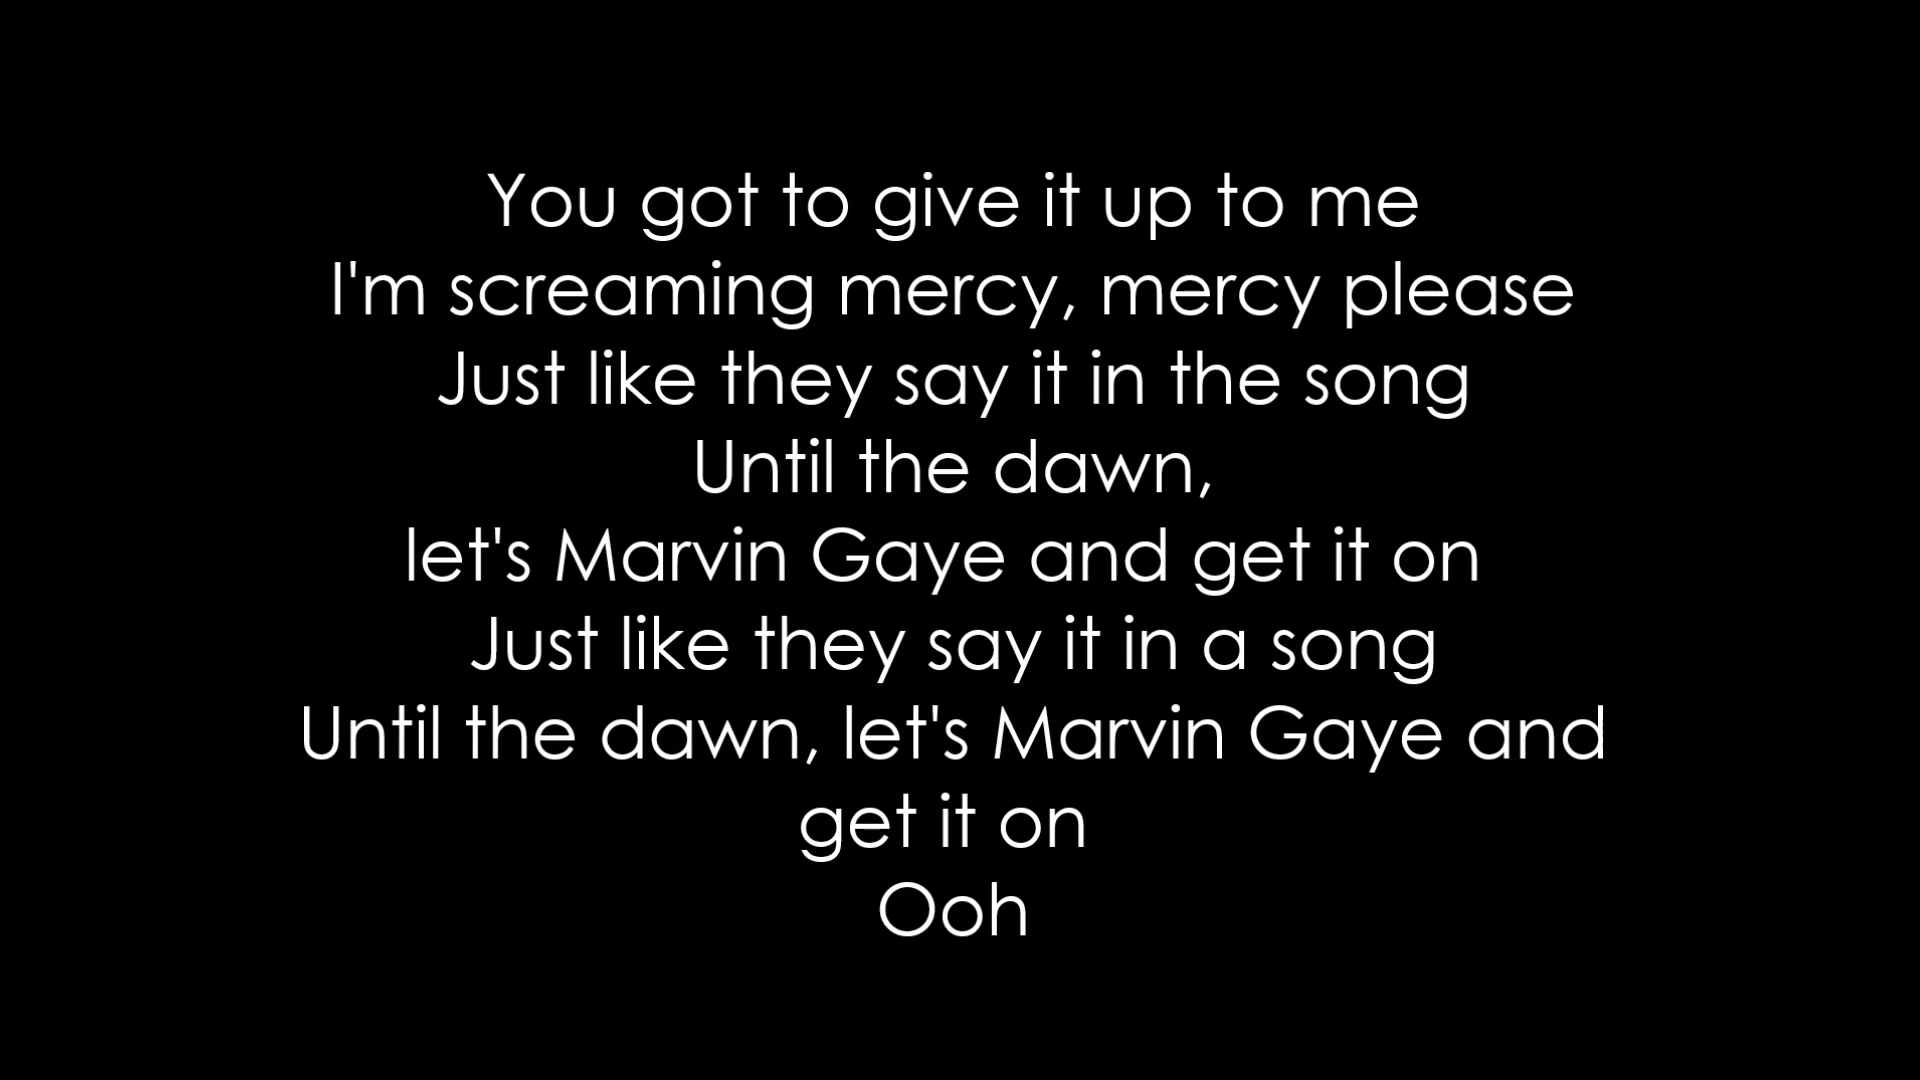 You got to give it up to me
I'm screaming mercy, mercy please
Just like they say it in the song
Until the dawn,
let's Marvin Gaye and get it on
Just like they say it in a song
Until the dawn, let's Marvin Gaye and
get it on
Ooh